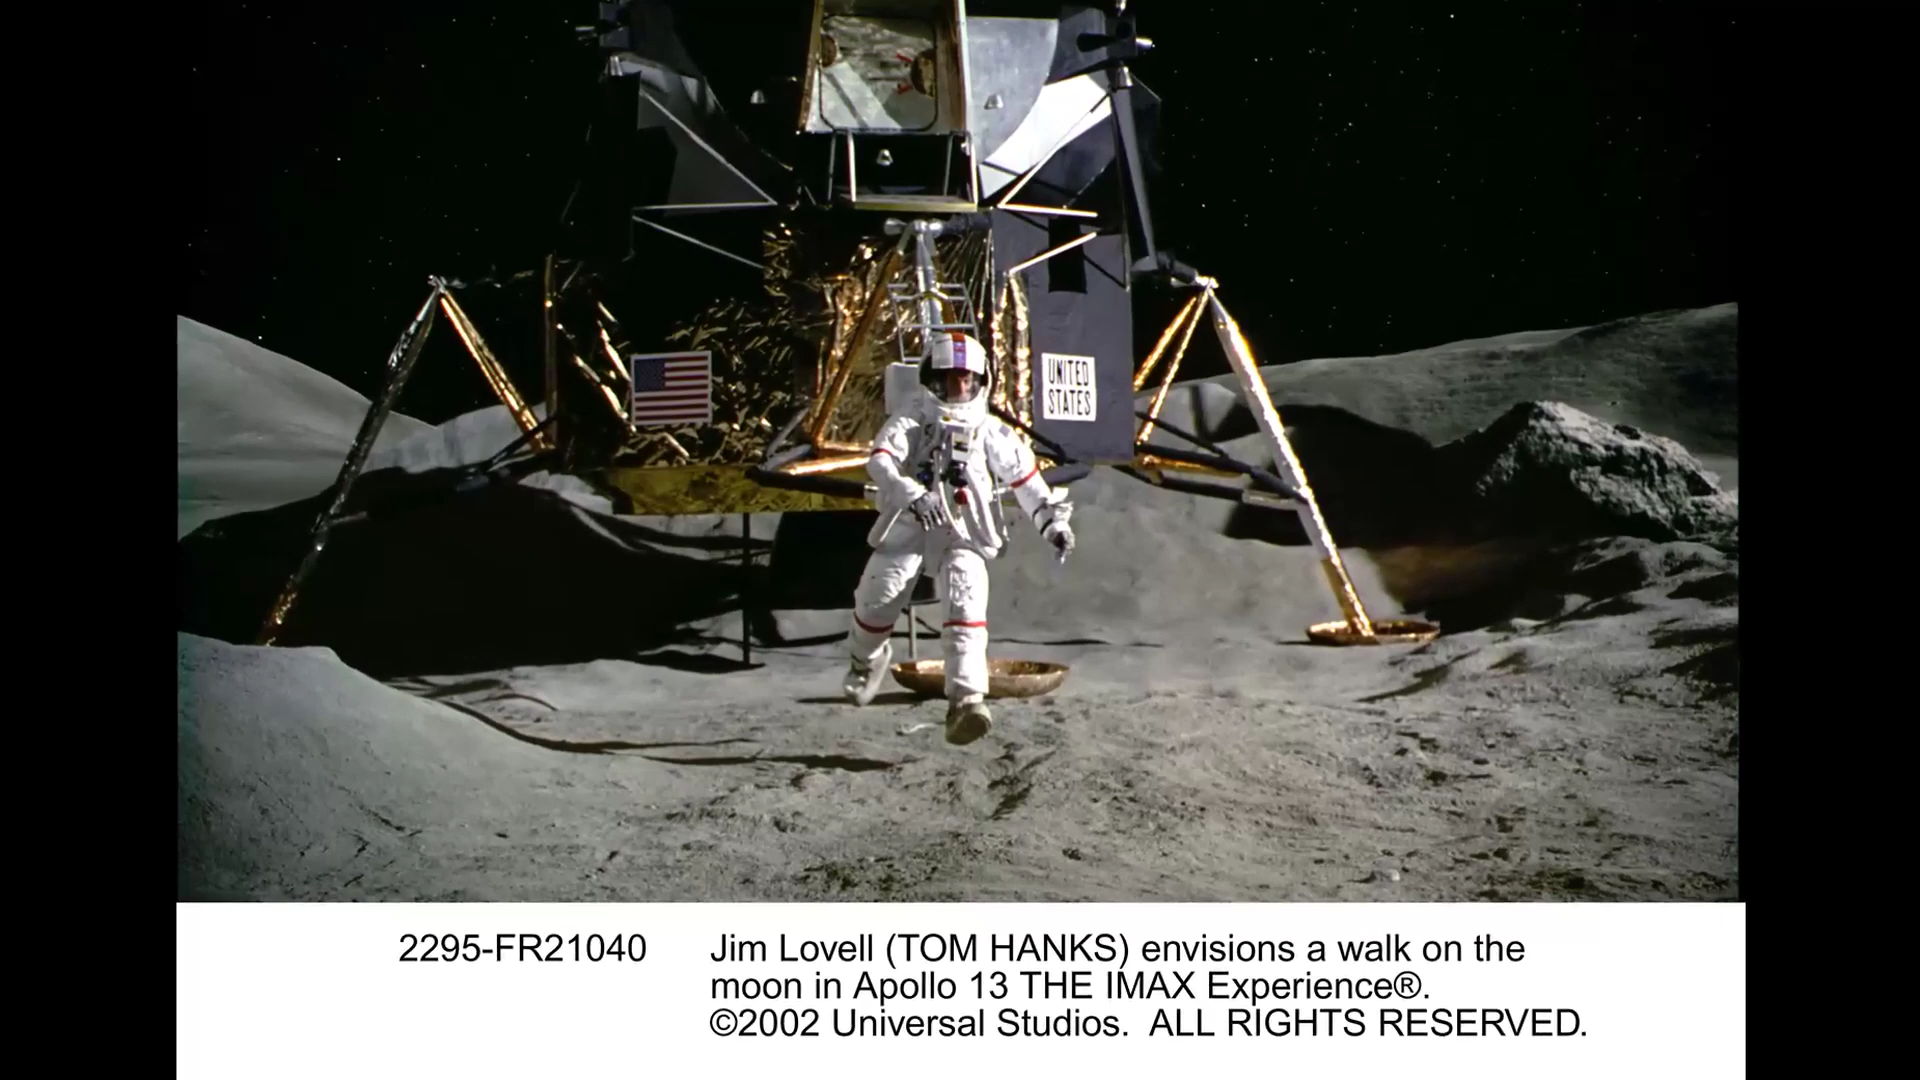 UNITED
STATES
2295-FR21040 Jim Lovell (TOM HANKS) envisions a walk on the
moon in Apollo 13 THE IMAX Experience®.
©2002 Universal Studios.  ALL RIGHTS RESERVED.